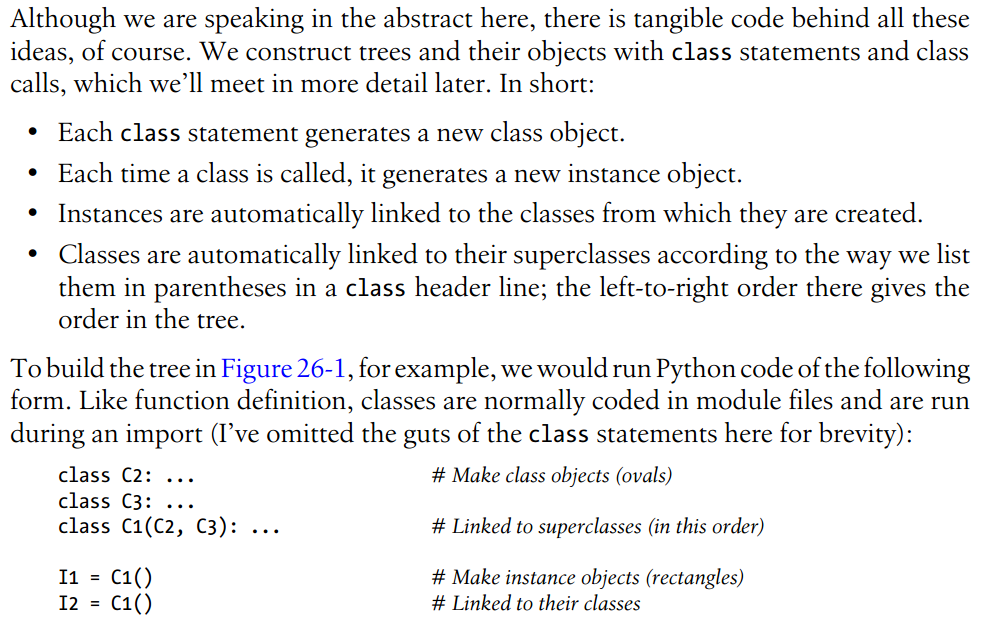 Although we are speaking in the abstract here, there is tangible code behind all these
ideas, of course. We construct trees and their objects with class statements and class
calls, which we’ll meet in more detail later. In short:
• Each class statement generates a new class object.
• Each time a class is called, it generates a new instance object.
• Instances are automatically linked to the classes from which they are created.
• Classes are automatically linked to their superclasses according to the way we list
them in parentheses in a class header line; the left-to-right order there gives the
order in the tree.
To build the tree in Figure 26-1, for example, we would run Python code of the following
form. Like function definition, classes are normally coded in module files and are run
during an import (I’ve omitted the guts of the class statements here for brevity):
class C2: ... # Make class objects (ovals)
class C3: ...
class C1(C2, C3): ... # Linked to superclasses (in this order)
I1 = C1() # Make instance objects (rectangles)
I2 = C1() # Linked to their classes